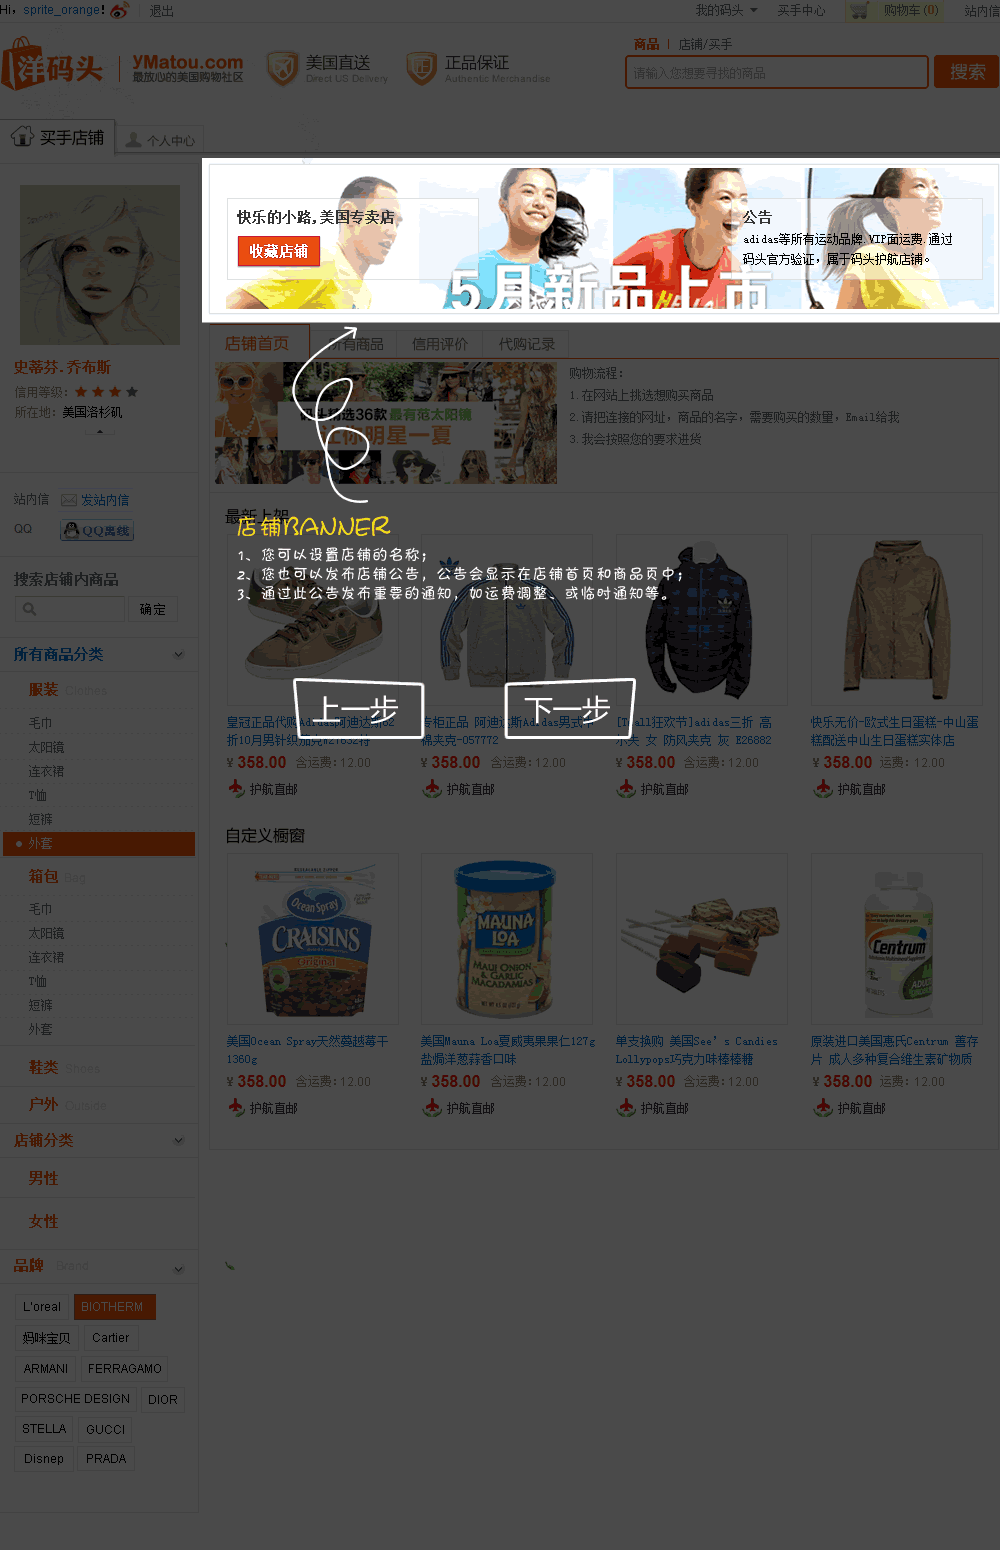 Hi，sprite_orange！ 退出
我的码头 买手中心 购物车(0) 站内信
洋码头 YMatou.com
最放心的美国购物社区
美国直送
Direct US Delivery
正品保证
Authentic Merchandise
商品 店铺/买手
请输入您想要寻找的商品 搜索
买手店铺 个人中心
快乐的小路,美国专卖店
收藏店铺
公告
adidas等所有运动品牌.VIP面运费.通过
码头官方验证，属于码头护航店铺。
5月新品上市
史蒂芬.乔布斯
信用等级：
所在地：美国洛杉矶
店铺首页 所有商品 信用评价 代购记录
码头精选36款最有范太阳镜
让你明星一夏
购物流程：
1.在网站上挑选想购买商品
2.请把连接的网址，商品的名字，需要购买的数量，Email给我
3.我会按照您的要求进货
站内信 发站内信
QQ QQ离线
搜索店铺内商品
确定
最新上架
店铺BANNER
1、您可以设置店铺的名称；
2、您也可以发布店铺公告，公告会显示在店铺首页和商品页中；
3、通过此公告发布重要的通知，如运费调整、或临时通知等。
上一步 下一步
所有商品分类
服装 Clothes
毛巾
太阳镜
连衣裙
T恤
短裤
外套
箱包 Bag
毛巾
太阳镜
连衣裙
T恤
短裤
外套
鞋类 Shoes
户外 Outside
店铺分类
男性
女性
品牌 Brand
L'oreal BIOTHERM
妈咪宝贝 Cartier
ARMANI FERRAGAMO
PORSCHE DESIGN DIOR
STELLA GUCCI
Disnep PRADA
皇冠正品代购Adidas阿迪达斯62
折10月男针织茄克W27632特
¥ 358.00 含运费:12.00
护航直邮
专柜正品 阿迪达斯Adidas男式
棉夹克-057772
¥ 358.00 含运费:12.00
护航直邮
狂欢节]adidas三折 高
尔夫 女 防风夹克 灰 E26882
¥ 358.00 含运费:12.00
护航直邮
快乐无价-欧式生日蛋糕-中山蛋
糕配送中山生日蛋糕实体店
¥ 358.00 运费:12.00
护航直邮
自定义橱窗
Ocean Spray
CRAISINS
Original
MAUNA
LOA
MAUI ONION
& GARLIC
MACADAMIAS
Centrum
美国Ocean Spray天然蔓越莓干
1360g
¥ 358.00 含运费:12.00
护航直邮
美国Mauna Loa夏威夷果果仁127g
盐焗洋葱蒜香口味
¥ 358.00 含运费:12.00
护航直邮
单支换购 美国See’s Candies
Lollypops巧克力味棒棒糖
¥ 358.00 含运费:12.00
护航直邮
原装进口美国惠氏Centrum 善存
片 成人多种复合维生素矿物质
¥ 358.00 运费:12.00
护航直邮